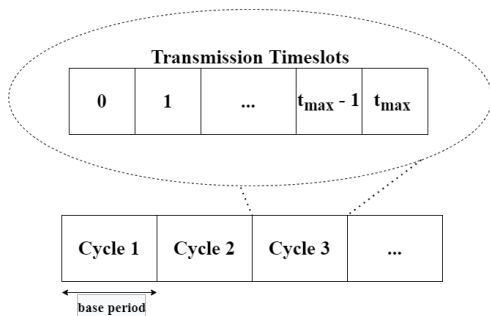 Transmission Timeslots
0 1 ... tmax - 1 tmax
Cycle 1 Cycle 2 Cycle 3 ...
base period